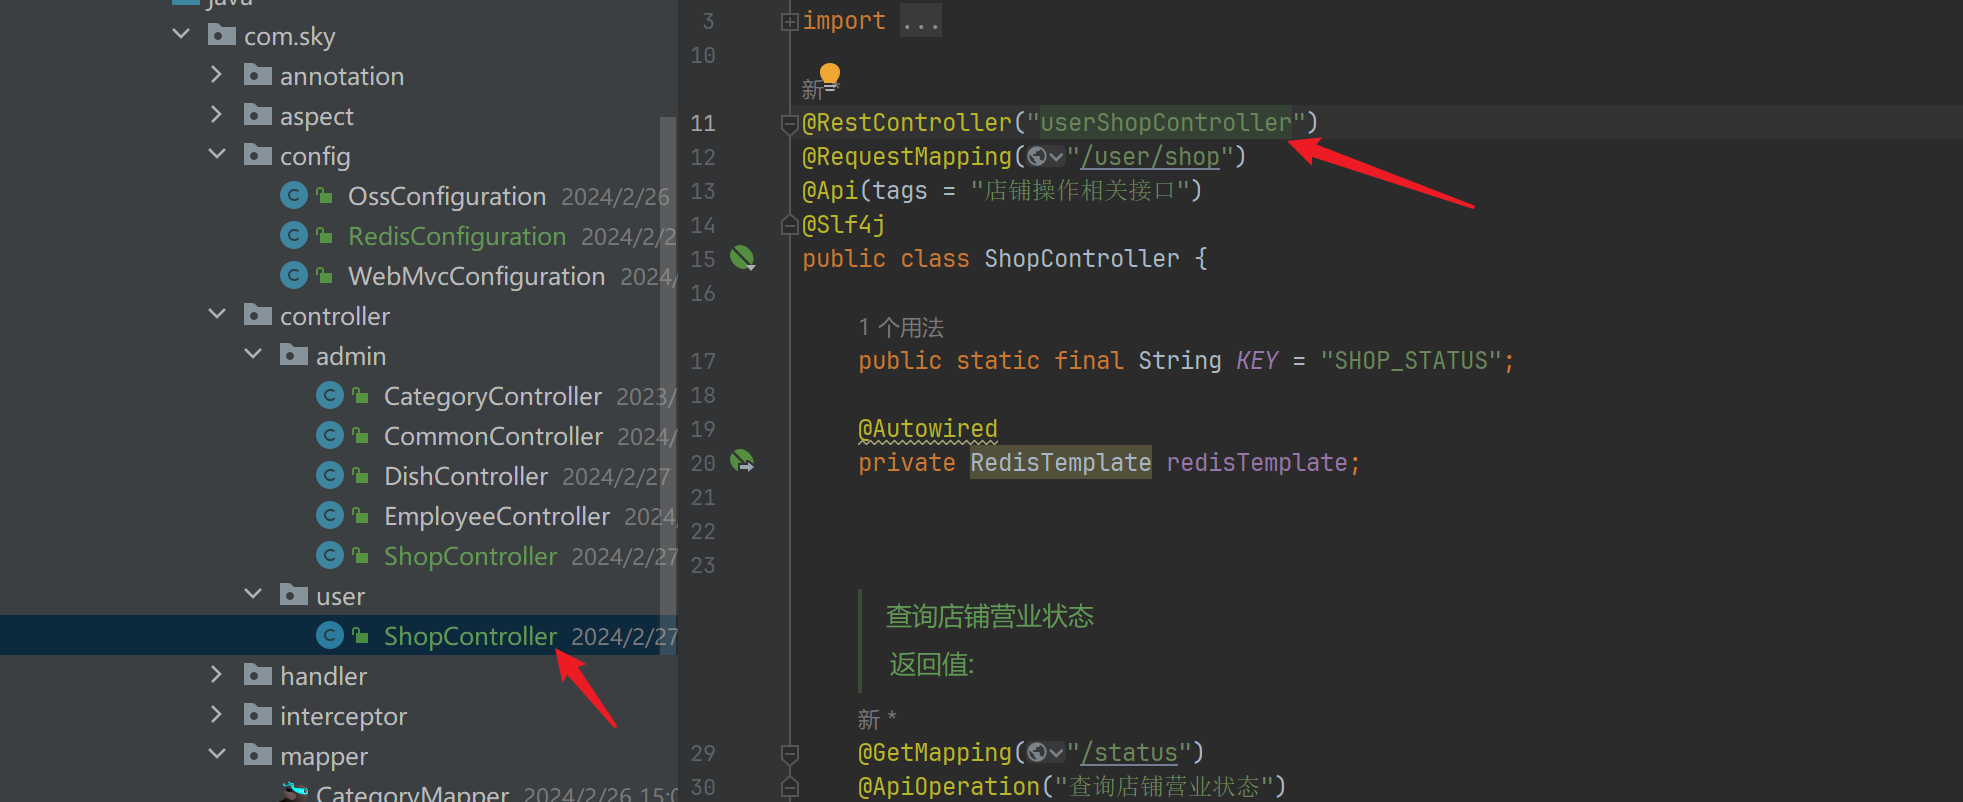 java
com.sky
annotation
aspect
config
OssConfiguration 2024/2/26
RedisConfiguration 2024/2/2
WebMvcConfiguration 2024/
controller
admin
CategoryController 2023/
CommonController 2024/
DishController 2024/2/27
EmployeeController 2024/
ShopController 2024/2/27
user
ShopController 2024/2/27
handler
interceptor
mapper
CategoryMapper 2024/2/26 15:0
3 import ...
10
新 *
11 @RestController("userShopController")
12 @RequestMapping("/user/shop")
13 @Api(tags = "店铺操作相关接口")
14 @Slf4j
15 public class ShopController {
16
1 个用法
17 public static final String KEY = "SHOP_STATUS";
18
19 @Autowired
20 private RedisTemplate redisTemplate;
21
22
23
查询店铺营业状态
返回值:
新 *
29 @GetMapping("/status")
30 @ApiOperation("查询店铺营业状态")